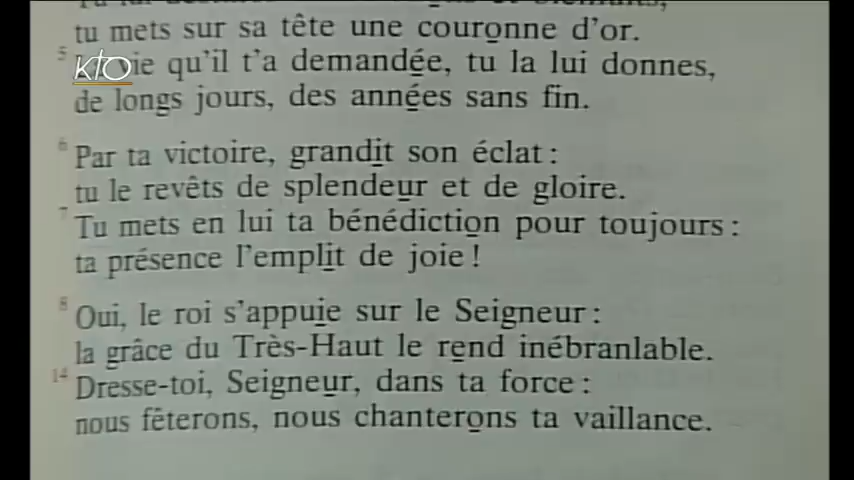 tu mets sur sa tête une couronne d'or.
5 vie qu'il t'a demandée, tu la lui donnes,
kto
de longs jours, des années sans fin.
6 Par ta victoire, grandit son éclat :
tu le revêts de splendeur et de gloire.
7 Tu mets en lui ta bénédiction pour toujours :
ta présence l'emplit de joie !
8 Oui, le roi s'appuie sur le Seigneur :
la grâce du Très-Haut le rend inébranlable.
14 Dresse-toi, Seigneur, dans ta force :
nous fêterons, nous chanterons ta vaillance.